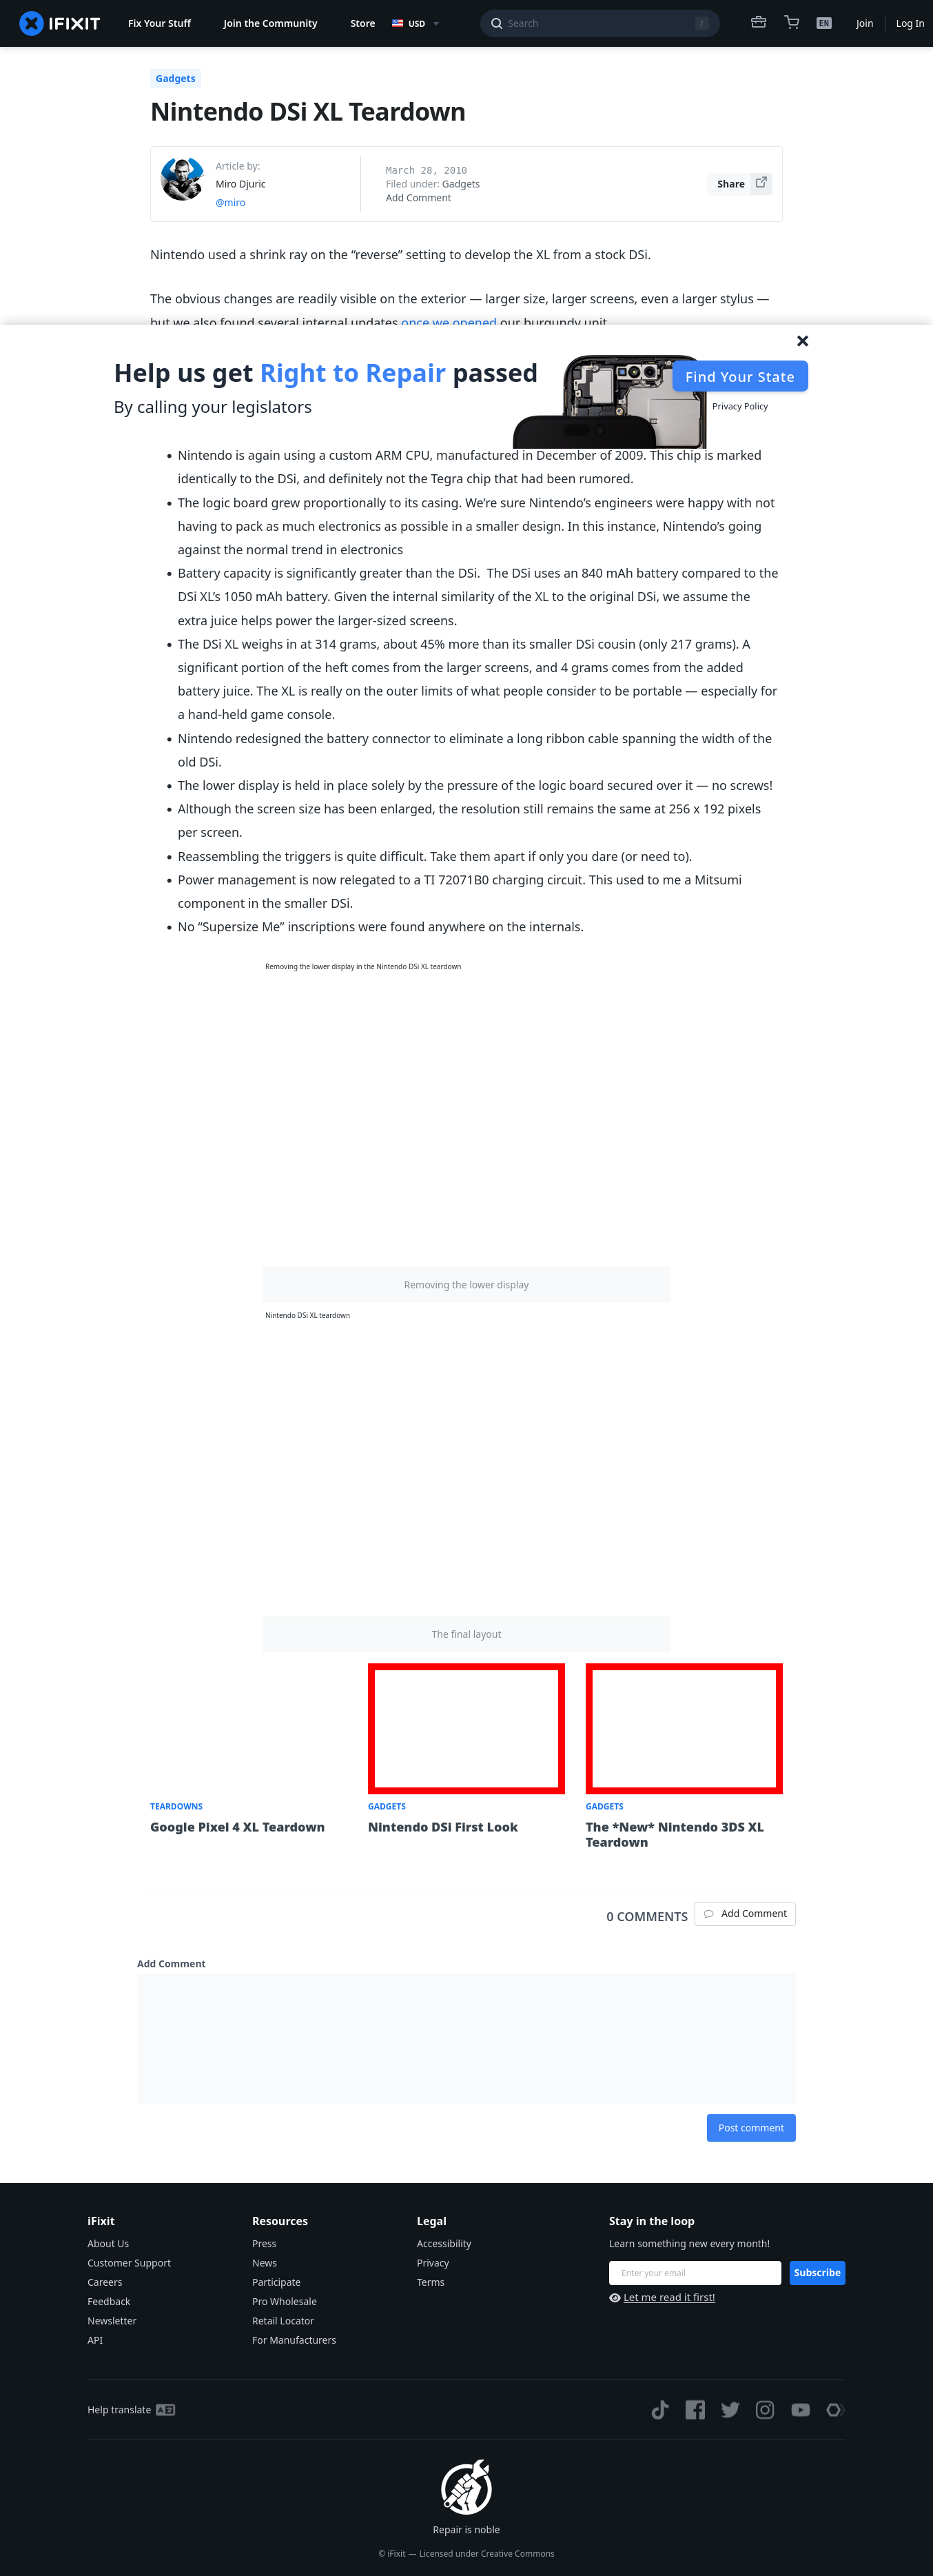 IFIXIT
Fix Your Stuff
Join the Community
Store
USD
Search
/
EN
Join
Log In
Gadgets
Nintendo DSi XL Teardown
Article by:
Miro Djuric
@miro
March 28, 2010
Filed under: Gadgets
Add Comment
Share
Nintendo used a shrink ray on the “reverse” setting to develop the XL from a stock DSi.
The obvious changes are readily visible on the exterior — larger size, larger screens, even a larger stylus —
but we also found several internal updates once we opened our burgundy unit.
Help us get Right to Repair passed
By calling your legislators
Find Your State
Privacy Policy
• Nintendo is again using a custom ARM CPU, manufactured in December of 2009. This chip is marked
identically to the DSi, and definitely not the Tegra chip that had been rumored.
• The logic board grew proportionally to its casing. We’re sure Nintendo’s engineers were happy with not
having to pack as much electronics as possible in a smaller design. In this instance, Nintendo’s going
against the normal trend in electronics
• Battery capacity is significantly greater than the DSi.  The DSi uses an 840 mAh battery compared to the
DSi XL’s 1050 mAh battery. Given the internal similarity of the XL to the original DSi, we assume the
extra juice helps power the larger-sized screens.
• The DSi XL weighs in at 314 grams, about 45% more than its smaller DSi cousin (only 217 grams). A
significant portion of the heft comes from the larger screens, and 4 grams comes from the added
battery juice. The XL is really on the outer limits of what people consider to be portable — especially for
a hand-held game console.
• Nintendo redesigned the battery connector to eliminate a long ribbon cable spanning the width of the
old DSi.
• The lower display is held in place solely by the pressure of the logic board secured over it — no screws!
• Although the screen size has been enlarged, the resolution still remains the same at 256 x 192 pixels
per screen.
• Reassembling the triggers is quite difficult. Take them apart if only you dare (or need to).
• Power management is now relegated to a TI 72071B0 charging circuit. This used to me a Mitsumi
component in the smaller DSi.
• No “Supersize Me” inscriptions were found anywhere on the internals.
Removing the lower display in the Nintendo DSi XL teardown
Removing the lower display
Nintendo DSi XL teardown
The final layout
TEARDOWNS
Google Pixel 4 XL Teardown
GADGETS
Nintendo DSi First Look
GADGETS
The *New* Nintendo 3DS XL
Teardown
0 COMMENTS
Add Comment
Add Comment
Post comment
iFixit
About Us
Customer Support
Careers
Feedback
Newsletter
API
Resources
Press
News
Participate
Pro Wholesale
Retail Locator
For Manufacturers
Legal
Accessibility
Privacy
Terms
Stay in the loop
Learn something new every month!
Enter your email
Subscribe
Let me read it first!
Help translate
Repair is noble
© iFixit — Licensed under Creative Commons